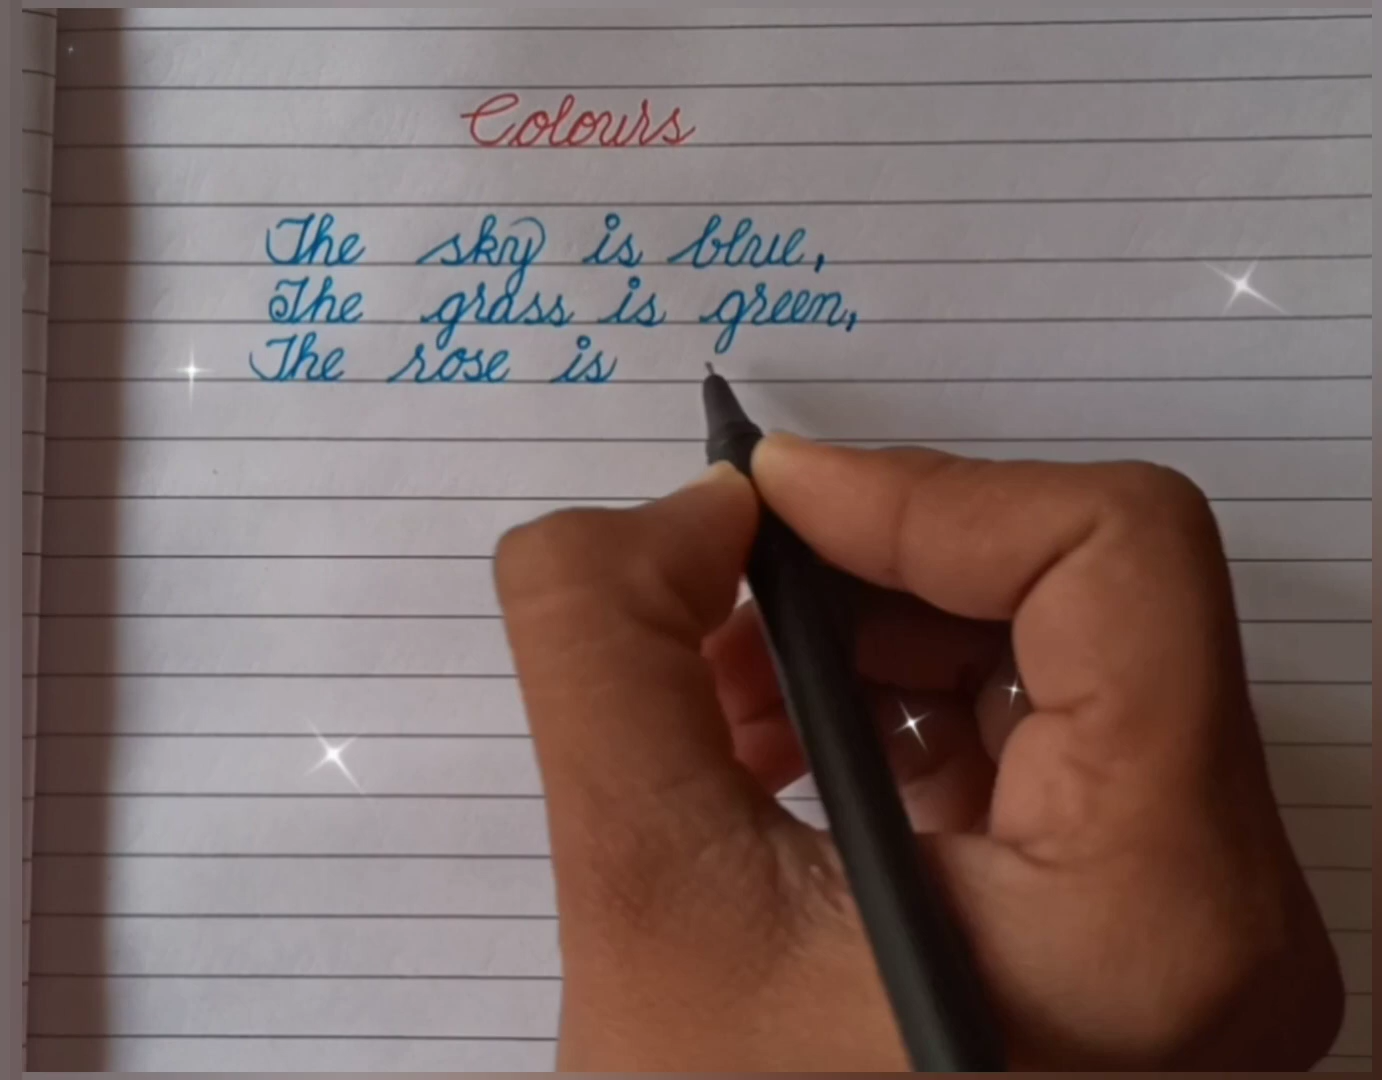 Colours
The sky is blue,
The grass is green,
The rose is